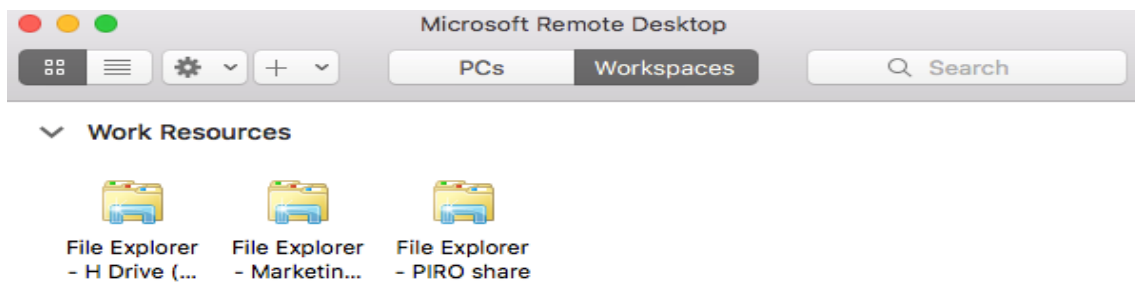 Microsoft Remote Desktop
PCs Workspaces Search
Work Resources
File Explorer - H Drive (...
File Explorer - Marketin...
File Explorer - PIRO share